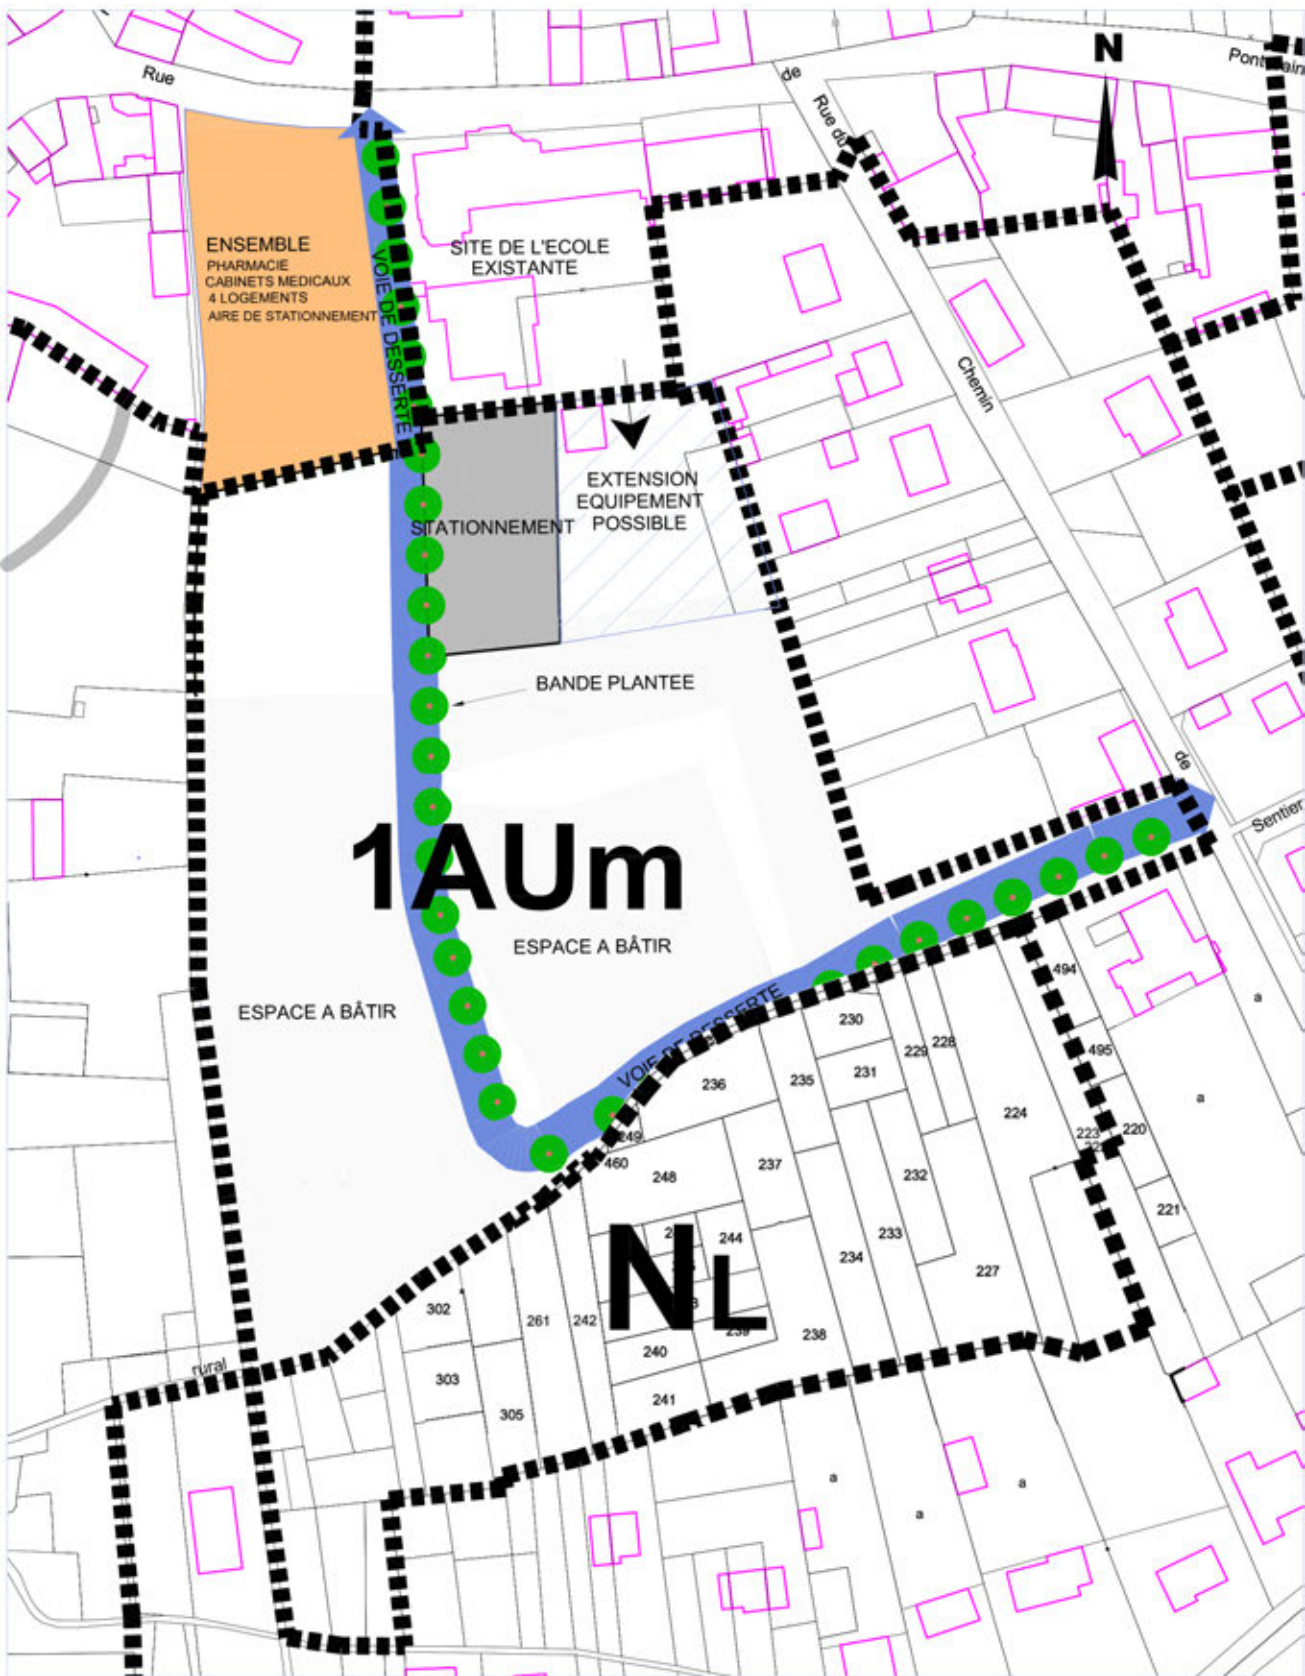 Rue
de
N
Rue du
ENSEMBLE
PHARMACIE
CABINETS MEDICAUX
4 LOGEMENTS
AIRE DE STATIONNEMENT
VOIE DE DESSERTE
SITE DE L'ECOLE
EXISTANTE
Chemin
EXTENSION
EQUIPEMENT
POSSIBLE
STATIONNEMENT
BANDE PLANTEE
de
Sentier
1AUm
ESPACE A BÂTIR
ESPACE A BÂTIR
VOIE DE DESSERTE
494
a
230
229
228
495
236
235
231
224
a
249
223
220
460
237
248
232
221
244
233
234
227
NL
302
261
242
239
238
240
rural
303
241
305
a
a
a